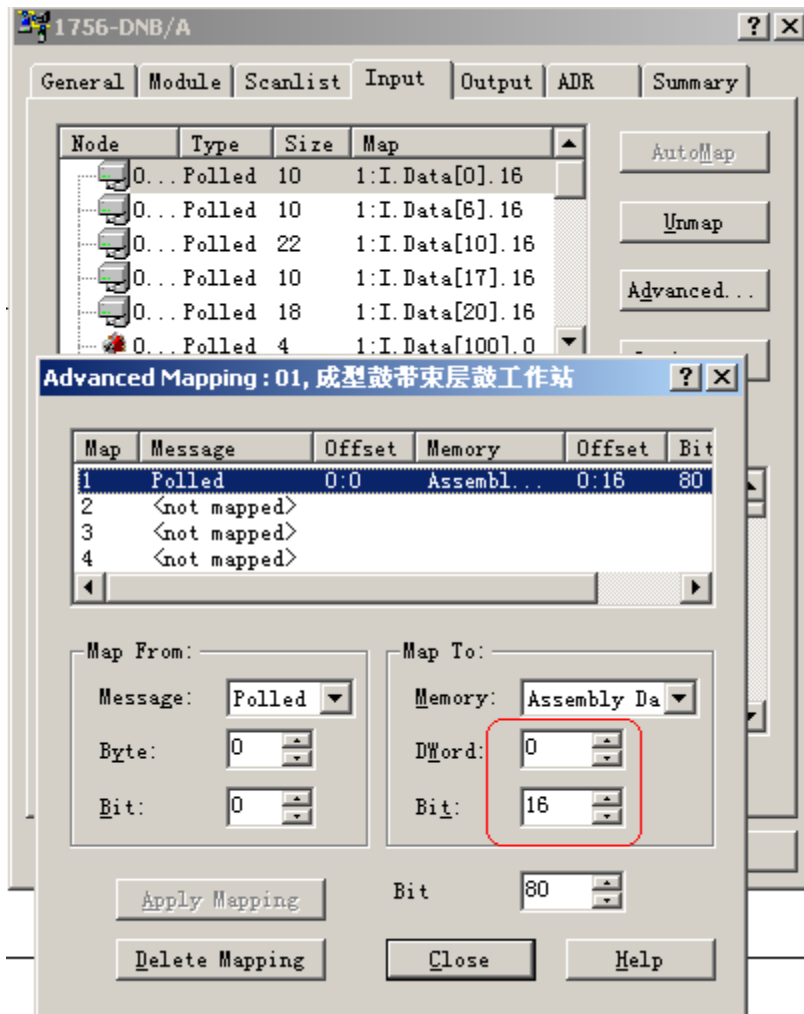 1756-DNB/A
General Module Scanlist Input Output ADR Summary
Node Type Size Map
0... Polled 10 1:I.Data[0].16
0... Polled 10 1:I.Data[6].16
0... Polled 22 1:I.Data[10].16
0... Polled 10 1:I.Data[17].16
0... Polled 18 1:I.Data[20].16
0... Polled 4 1:I.Data[100].0
AutoMap
Unmap
Advanced...
Advanced Mapping : 01, 成型鼓带束层鼓工作站
Map Message Offset Memory Offset Bit
1 Polled 0:0 Assembl... 0:16 80
2 <not mapped>
3 <not mapped>
4 <not mapped>
Map From:
Message: Polled
Byte: 0
Bit: 0
Map To:
Memory: Assembly Da
DWord: 0
Bit: 16
Apply Mapping
Bit 80
Delete Mapping
Close
Help